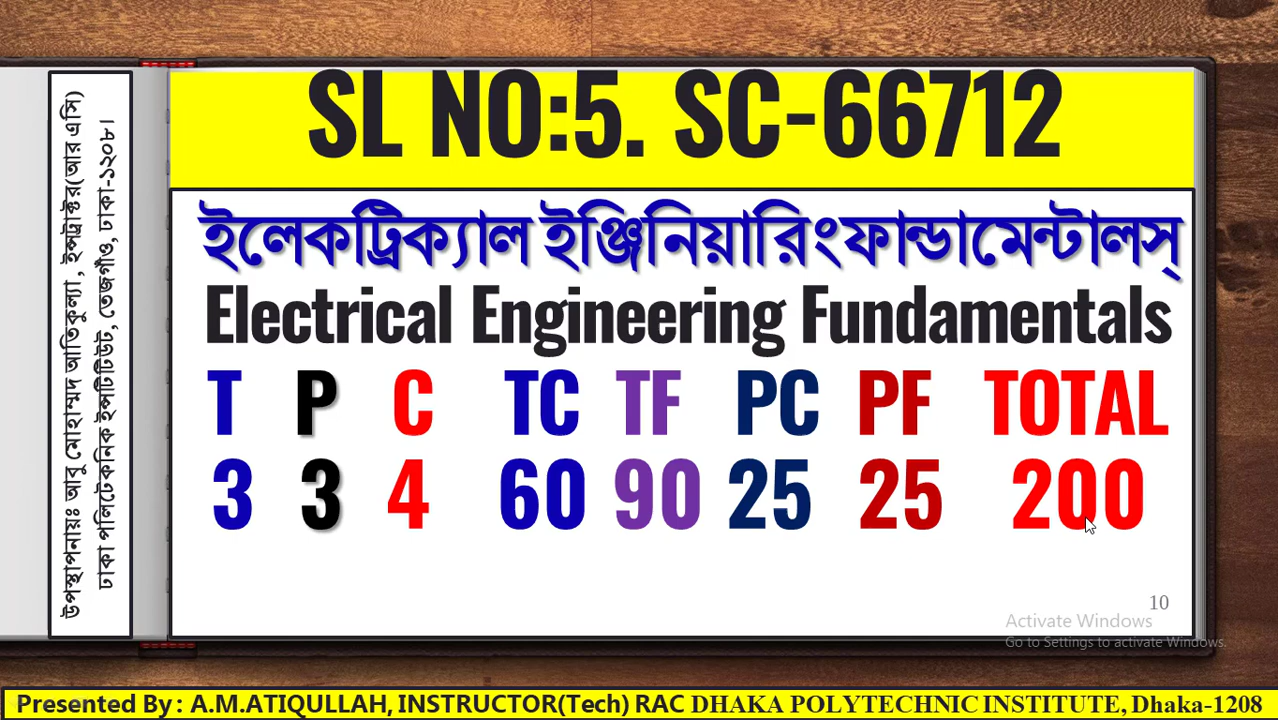 SL NO:5. SC-66712
ইলেকট্রিক্যাল ইঞ্জিনিয়ারিংফান্ডামেন্টালস্
Electrical Engineering Fundamentals
T P C TC TF PC PF TOTAL
3 3 4 60 90 25 25 200
10
Activate Windows
Go to Settings to activate Windows.
উপস্থাপনায়ঃ আবু মোহাম্মদ আতিকুল্যা, ইন্সট্রাক্টর(আর এসি)
ঢাকা পলিটেকনিক ইন্সটিটিউট, তেজগাঁও, ঢাকা-১২০৮।
Presented By : A.M.ATIQULLAH, INSTRUCTOR(Tech) RAC DHAKA POLYTECHNIC INSTITUTE, Dhaka-1208